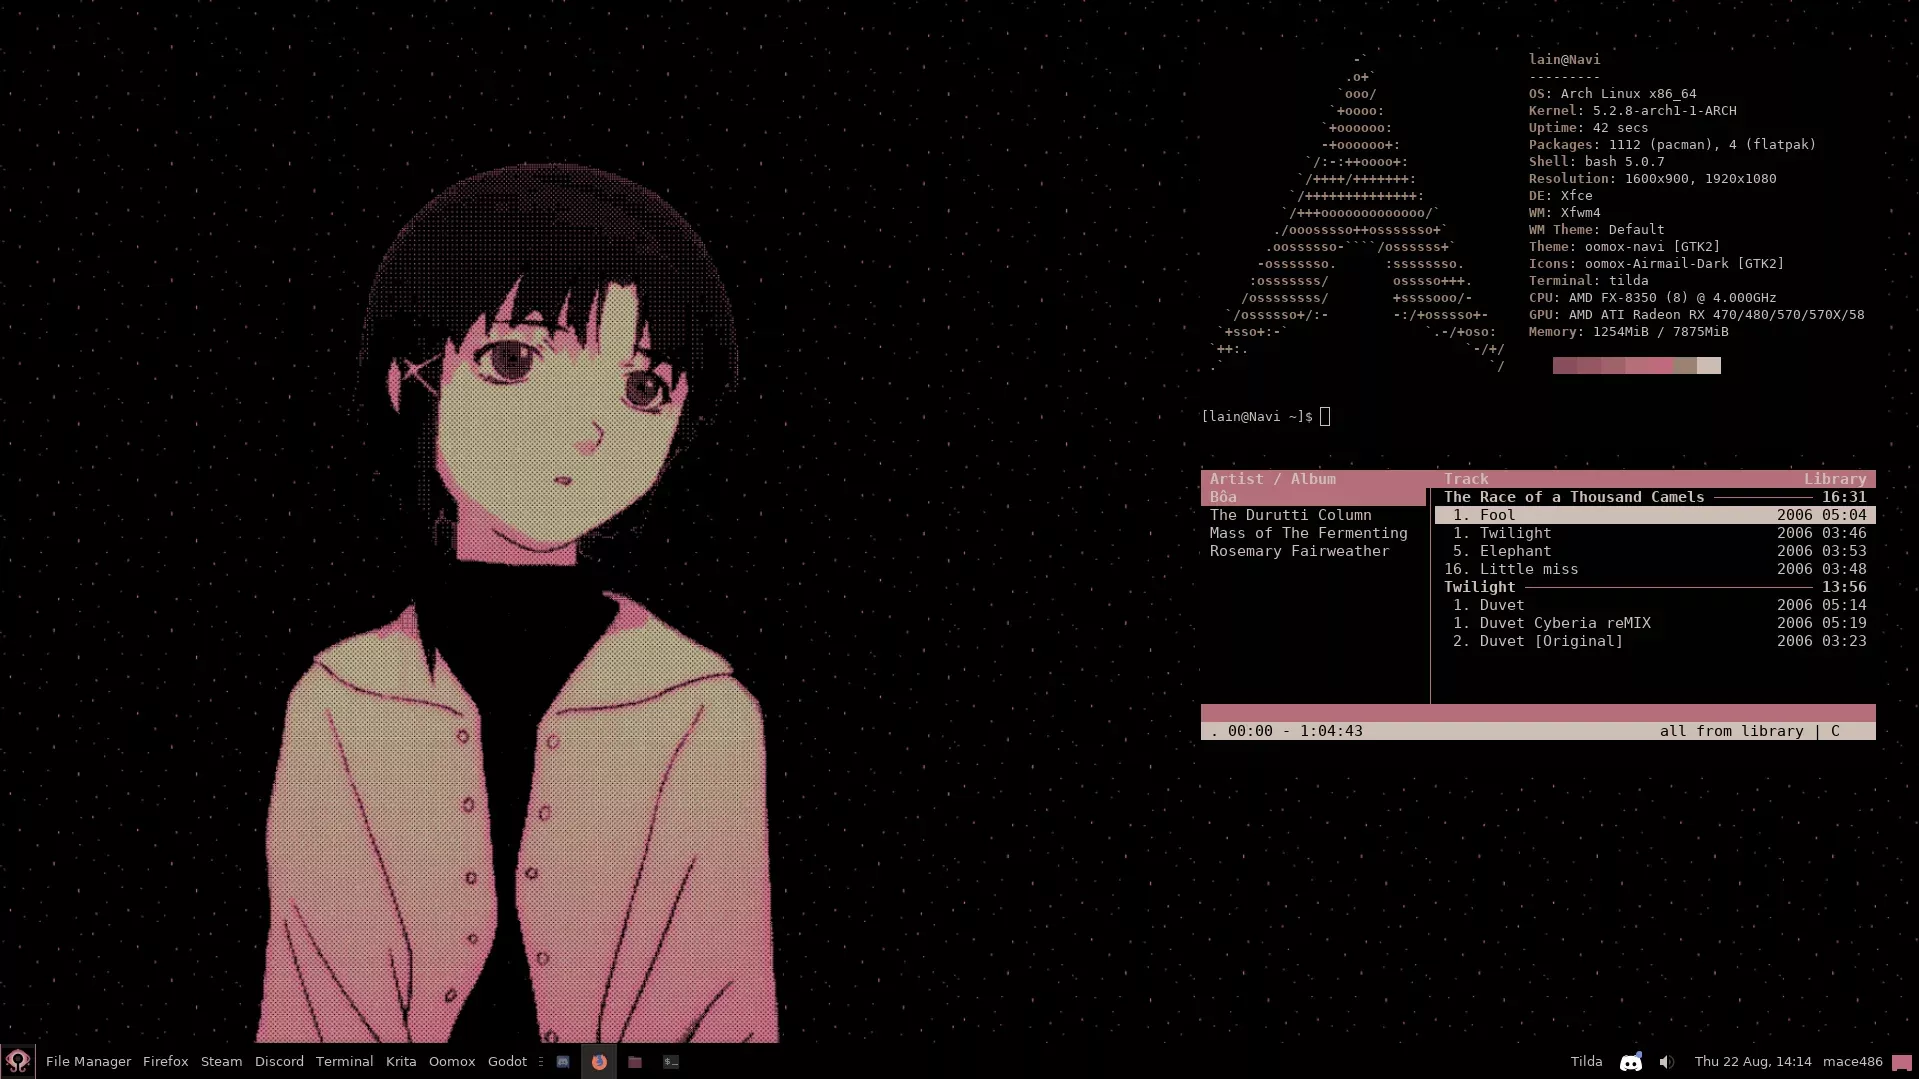 lain@Navi
---------
OS: Arch Linux x86_64
Kernel: 5.2.8-arch1-1-ARCH
Uptime: 42 secs
Packages: 1112 (pacman), 4 (flatpak)
Shell: bash 5.0.7
Resolution: 1600x900, 1920x1080
DE: Xfce
WM: Xfwm4
WM Theme: Default
Theme: oomox-navi [GTK2]
Icons: oomox-Airmail-Dark [GTK2]
Terminal: tilda
CPU: AMD FX-8350 (8) @ 4.000GHz
GPU: AMD ATI Radeon RX 470/480/570/570X/58
Memory: 1254MiB / 7875MiB
[lain@Navi ~]$
Artist / Album Track Library
Bôa The Race of a Thousand Camels 16:31
The Durutti Column 1. Fool 2006 05:04
Mass of The Fermenting 1. Twilight 2006 03:46
Rosemary Fairweather 5. Elephant 2006 03:53
16. Little miss 2006 03:48
Twilight 13:56
1. Duvet 2006 05:14
1. Duvet Cyberia reMIX 2006 05:19
2. Duvet [Original] 2006 03:23
. 00:00 - 1:04:43 all from library | C
File Manager Firefox Steam Discord Terminal Krita Oomox Godot Tilda Thu 22 Aug, 14:14 mace486